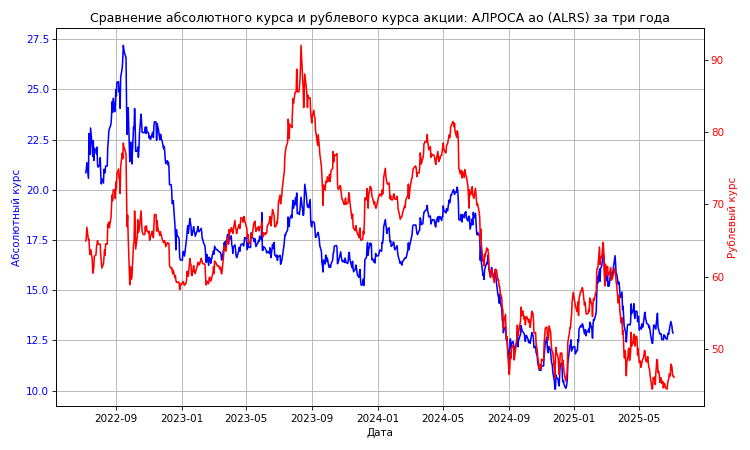 Сравнение абсолютного курса и рублевого курса акции: АЛРОСА ао (ALRS) за три года
27.5
25.0
22.5
20.0
17.5
15.0
12.5
10.0
Абсолютный курс
90
80
70
60
50
Рублевый курс
2022-09 2023-01 2023-05 2023-09 2024-01 2024-05 2024-09 2025-01 2025-05
Дата